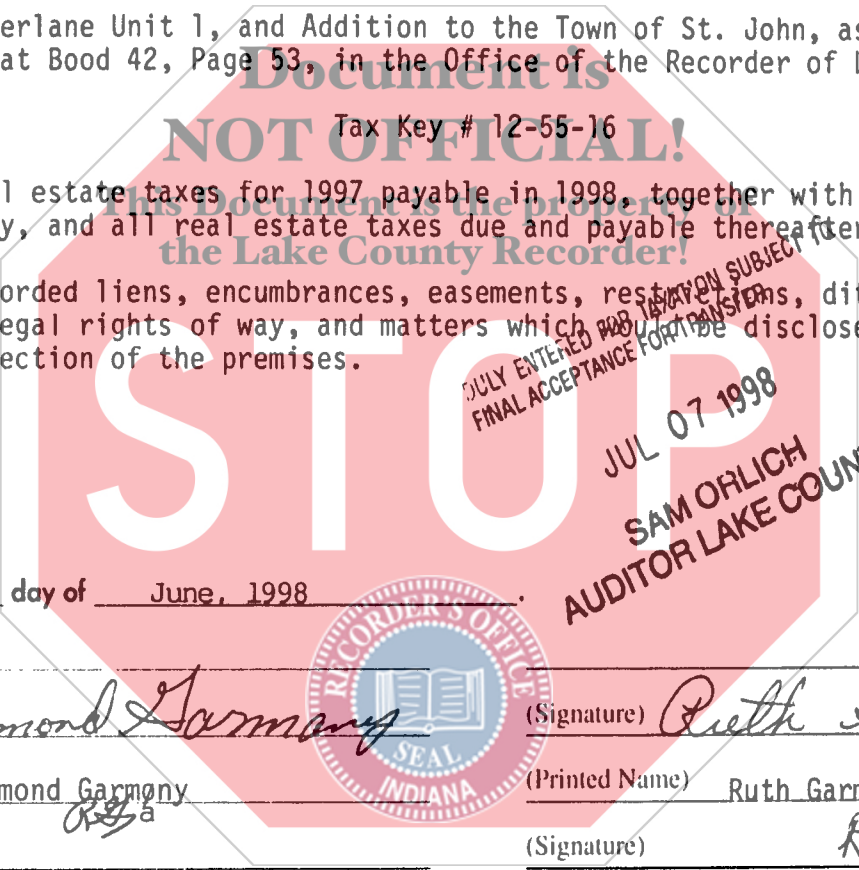 erlane Unit 1, and Addition to the Town of St. John, as
at Bood 42, Page 53, in the Office of the Recorder of L
Document is
NOT OFFICIAL!
Tax Key # 12-55-16
This Document is the property of
the Lake County Recorder!
l estate taxes for 1997 payable in 1998, together with
y, and all real estate taxes due and payable thereafter
orded liens, encumbrances, easements, restrictions, dit
egal rights of way, and matters which would be disclose
ection of the premises.
DULY ENTERED FOR TAXATION SUBJECT TO
FINAL ACCEPTANCE FOR TRANSFER
JUL 07 1998
SAM ORLICH
AUDITOR LAKE COUN
STOP
day of June, 1998 .
RECORDER'S OFFICE
SEAL
INDIANA
mond Garmany
(Signature) Ruth
mond Garmony
a
(Printed Name) Ruth Garm
(Signature)